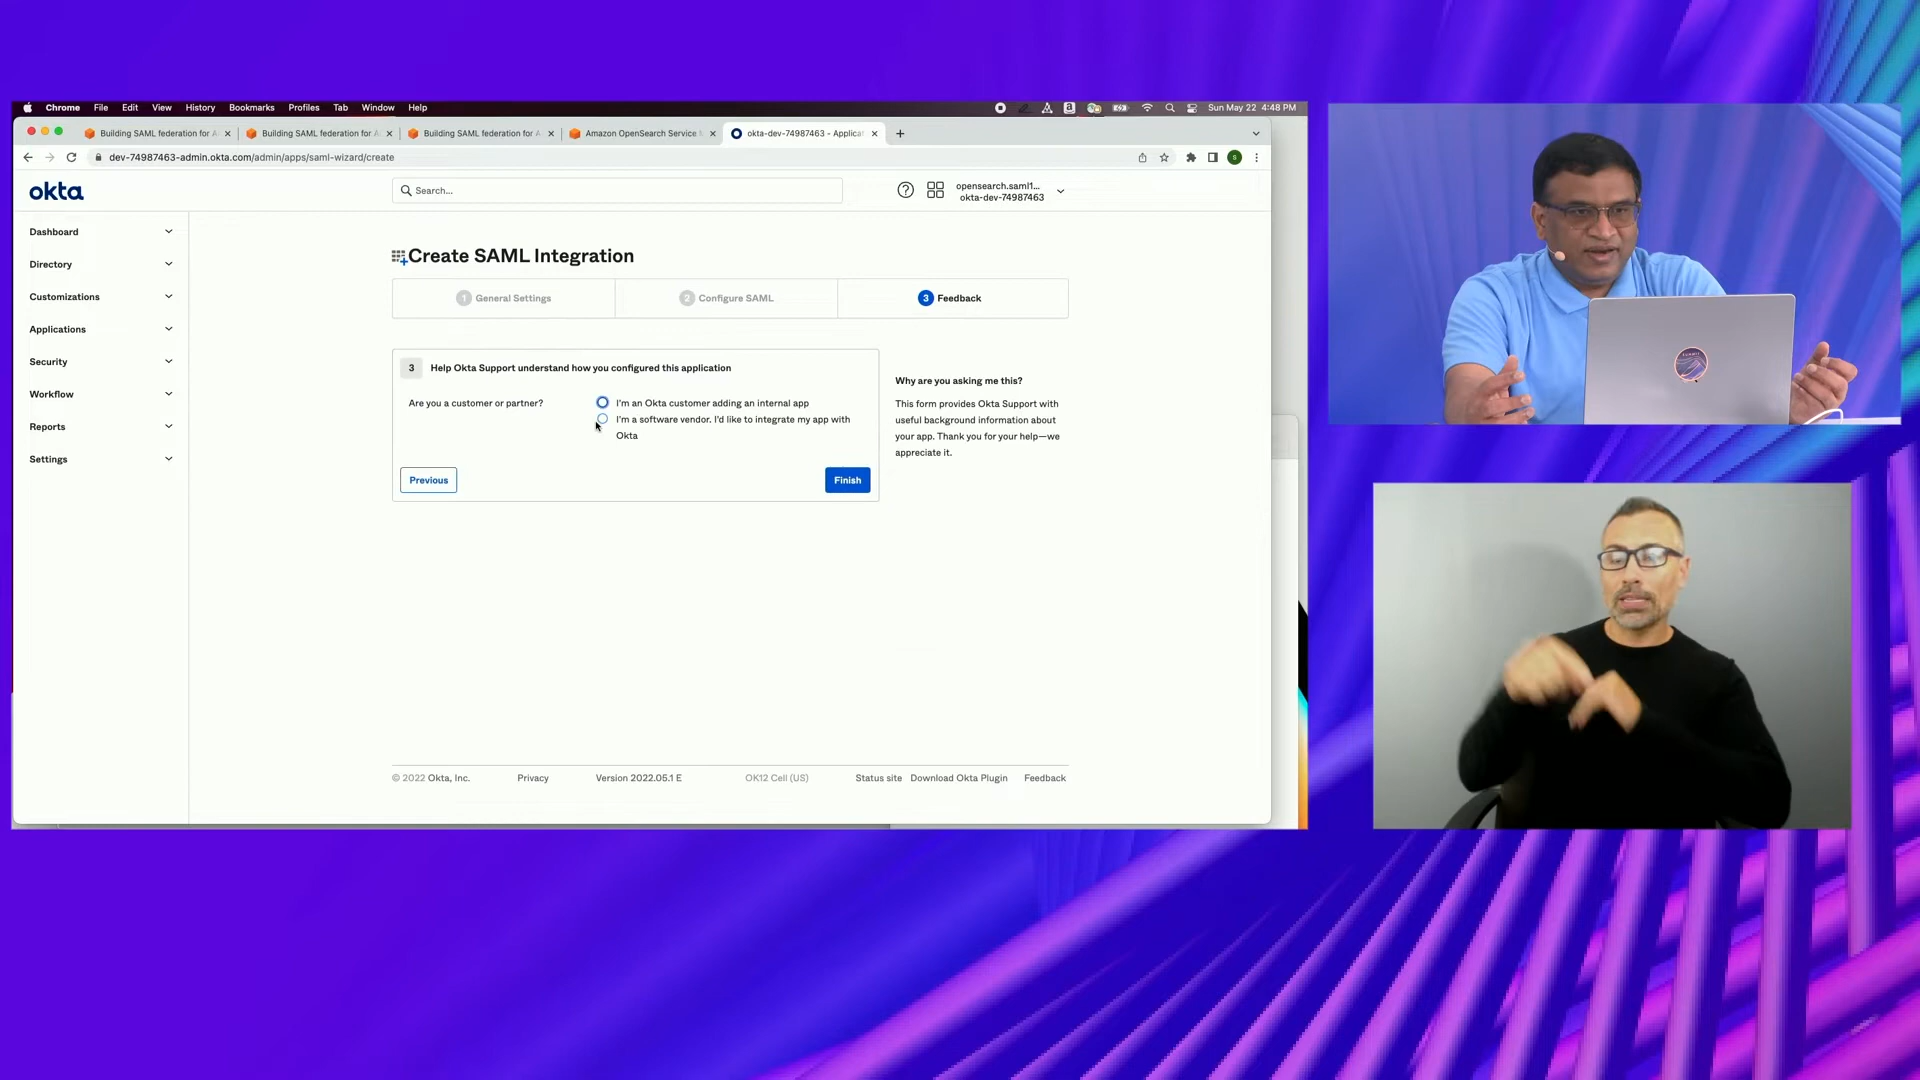 Chrome File Edit View History Bookmarks Profiles Tab Window Help
Sun May 22 4:48 PM
Building SAML federation for A
Building SAML federation for A
Building SAML federation for A
Amazon OpenSearch Service
okta-dev-74987463 - Applica
dev-74987463-admin.okta.com/admin/apps/saml-wizard/create
okta
Search...
opensearch.saml1...
okta-dev-74987463
Dashboard
Directory
Customizations
Applications
Security
Workflow
Reports
Settings
Create SAML Integration
1 General Settings
2 Configure SAML
3 Feedback
3 Help Okta Support understand how you configured this application
Are you a customer or partner?
I'm an Okta customer adding an internal app
I'm a software vendor. I'd like to integrate my app with
Okta
Previous
Finish
Why are you asking me this?
This form provides Okta Support with
useful background information about
your app. Thank you for your help—we
appreciate it.
© 2022 Okta, Inc. Privacy Version 2022.05.1 E OK12 Cell (US) Status site Download Okta Plugin Feedback